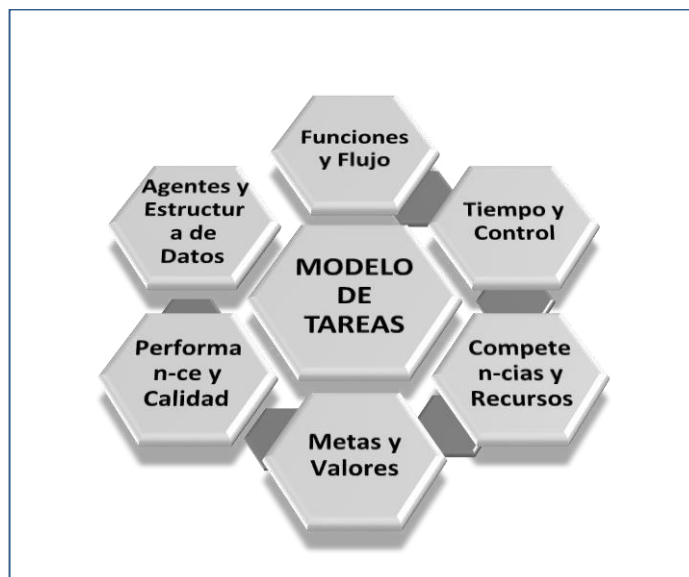 Funciones
y Flujo
Agentes y
Estructur
a de
Datos
Tiempo y
Control
MODELO
DE
TAREAS
Performa
n-ce y
Calidad
Compete
n-cias y
Recursos
Metas y
Valores